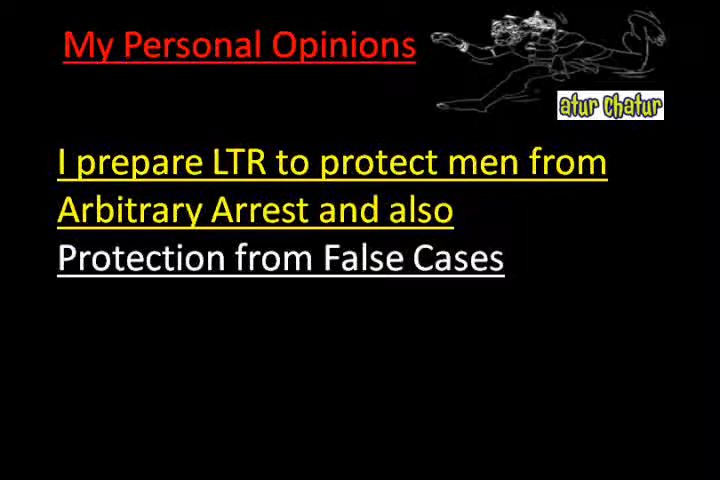 My Personal Opinions
atur chatur
I prepare LTR to protect men from
Arbitrary Arrest and also
Protection from False Cases